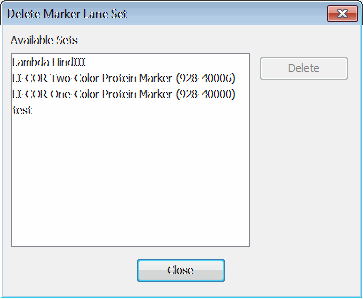 Delete Marker Lane Set
Available Sets
Delete
Lambda HindIII
LI-COR Two-Color Protein Marker (928-40006)
LI-COR One-Color Protein Marker (928-40000)
test
Close